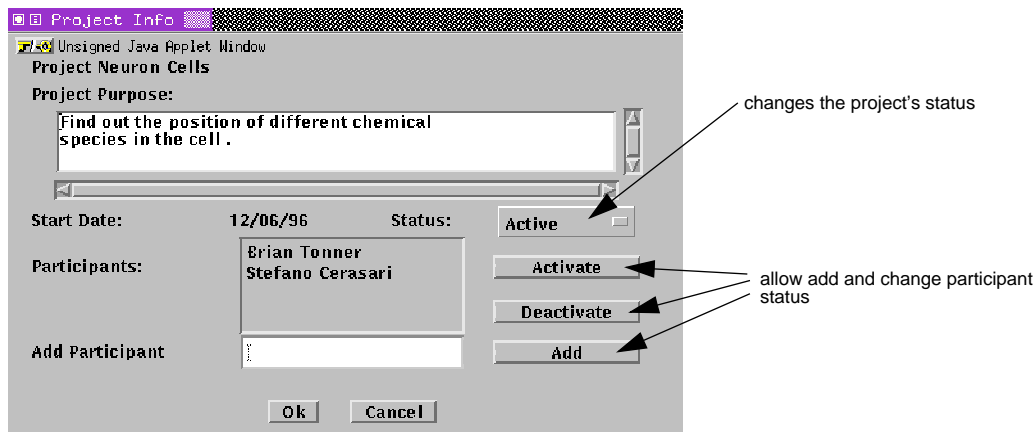 Project Info
Unsigned Java Applet Window
Project Neuron Cells
Project Purpose:
Find out the position of different chemical
species in the cell .
changes the project's status
Start Date: 12/06/96 Status: Active
Participants:
Brian Tonner
Stefano Cerasari
Activate
Deactivate
allow add and change participant
status
Add Participant
Add
Ok Cancel